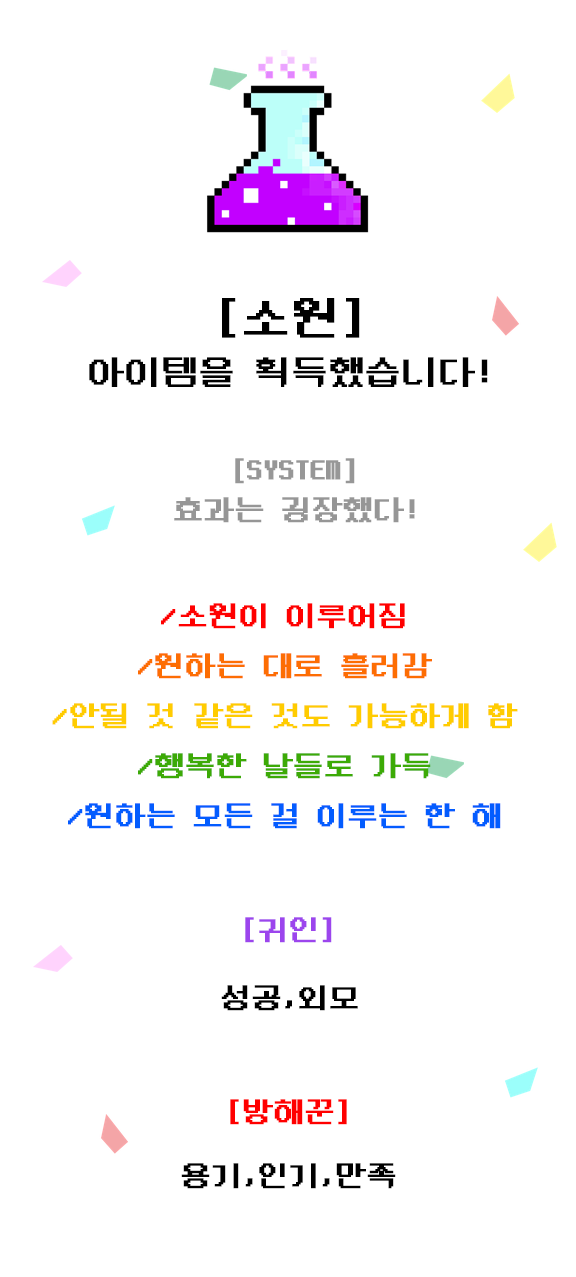 [소원]
아이템을 획득했습니다!
[SYSTEM]
효과는 굉장했다!
/소원이 이루어짐
/원하는 대로 흘러감
/안될 것 같은 것도 가능하게 함
/행복한 날들로 가득
/원하는 모든 걸 이루는 한 해
[귀인]
성공,외모
[방해꾼]
용기,인기,만족